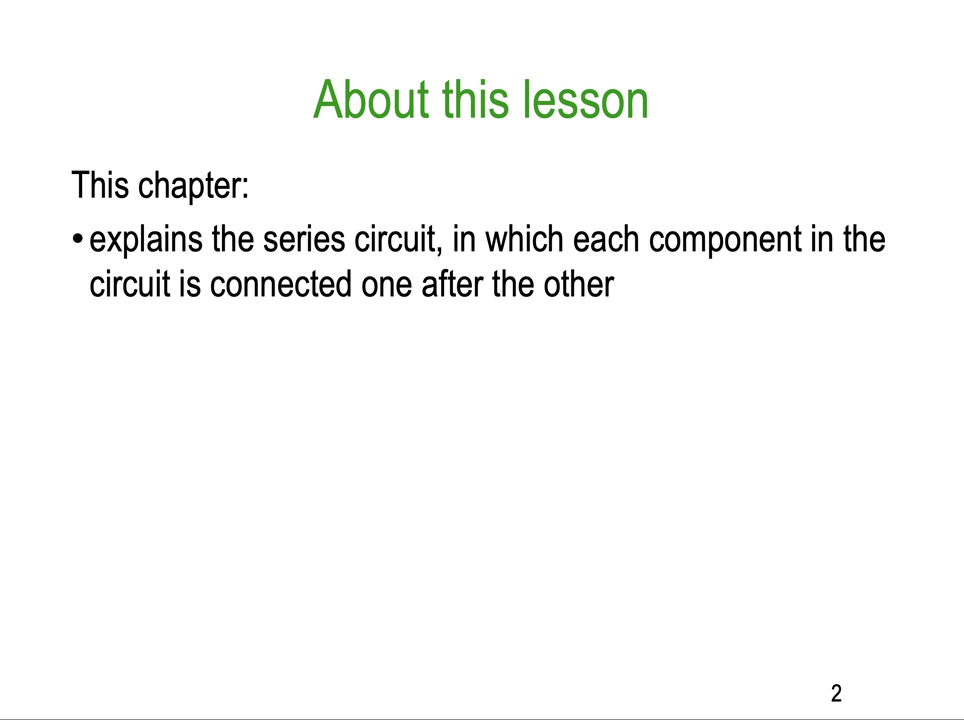 About this lesson
This chapter:
• explains the series circuit, in which each component in the
circuit is connected one after the other
2